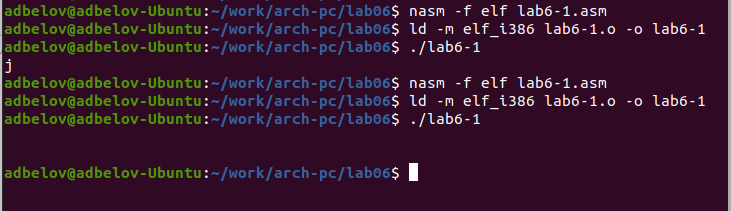 adbelov@adbelov-Ubuntu:~/work/arch-pc/lab06$ nasm -f elf lab6-1.asm
adbelov@adbelov-Ubuntu:~/work/arch-pc/lab06$ ld -m elf_i386 lab6-1.o -o lab6-1
adbelov@adbelov-Ubuntu:~/work/arch-pc/lab06$ ./lab6-1
j
adbelov@adbelov-Ubuntu:~/work/arch-pc/lab06$ nasm -f elf lab6-1.asm
adbelov@adbelov-Ubuntu:~/work/arch-pc/lab06$ ld -m elf_i386 lab6-1.o -o lab6-1
adbelov@adbelov-Ubuntu:~/work/arch-pc/lab06$ ./lab6-1
adbelov@adbelov-Ubuntu:~/work/arch-pc/lab06$